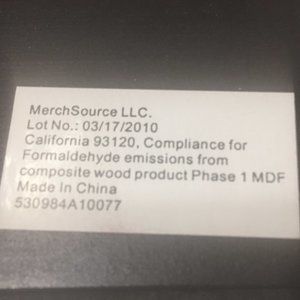 MerchSource LLC.
Lot No.: 03/17/2010
California 93120, Compliance for
Formaldehyde emissions from
composite wood product Phase 1 MDF
Made In China
530984A10077